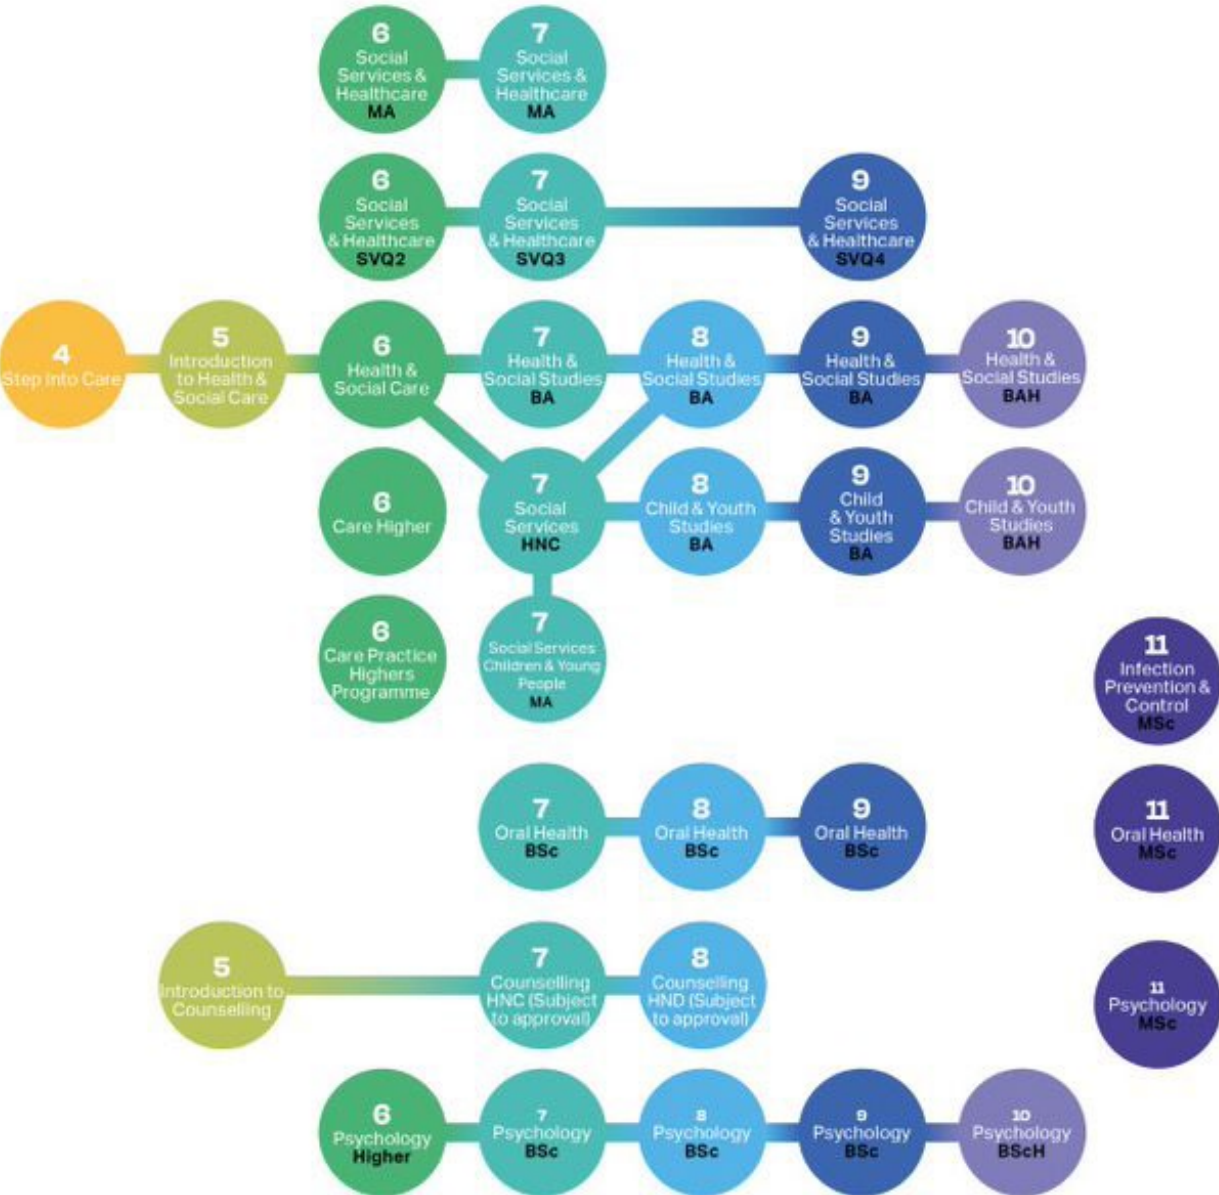 6
Social
Services &
Healthcare
MA
7
Social
Services &
Healthcare
MA
6
Social
Services
& Healthcare
SVQ2
7
Social
Services
& Healthcare
SVQ3
9
Social
Services
& Healthcare
SVQ4
4
Step Into Care
5
Introduction
to Health &
Social Care
6
Health &
Social Care
7
Health &
Social Studies
BA
8
Health &
Social Studies
BA
9
Health &
Social Studies
BA
10
Health &
Social Studies
BAH
6
Care Higher
7
Social
Services
HNC
8
Child & Youth
Studies
BA
9
Child
& Youth
Studies
BA
10
Child & Youth
Studies
BAH
6
Care Practice
Highers
Programme
7
Social Services
Children & Young
People
MA
11
Infection
Prevention &
Control
MSc
7
Oral Health
BSc
8
Oral Health
BSc
9
Oral Health
BSc
11
Oral Health
MSc
5
Introduction to
Counselling
7
Counselling
HNC (Subject
to approval)
8
Counselling
HND (Subject
to approval)
11
Psychology
MSc
6
Psychology
Higher
7
Psychology
BSc
8
Psychology
BSc
9
Psychology
BSc
10
Psychology
BScH